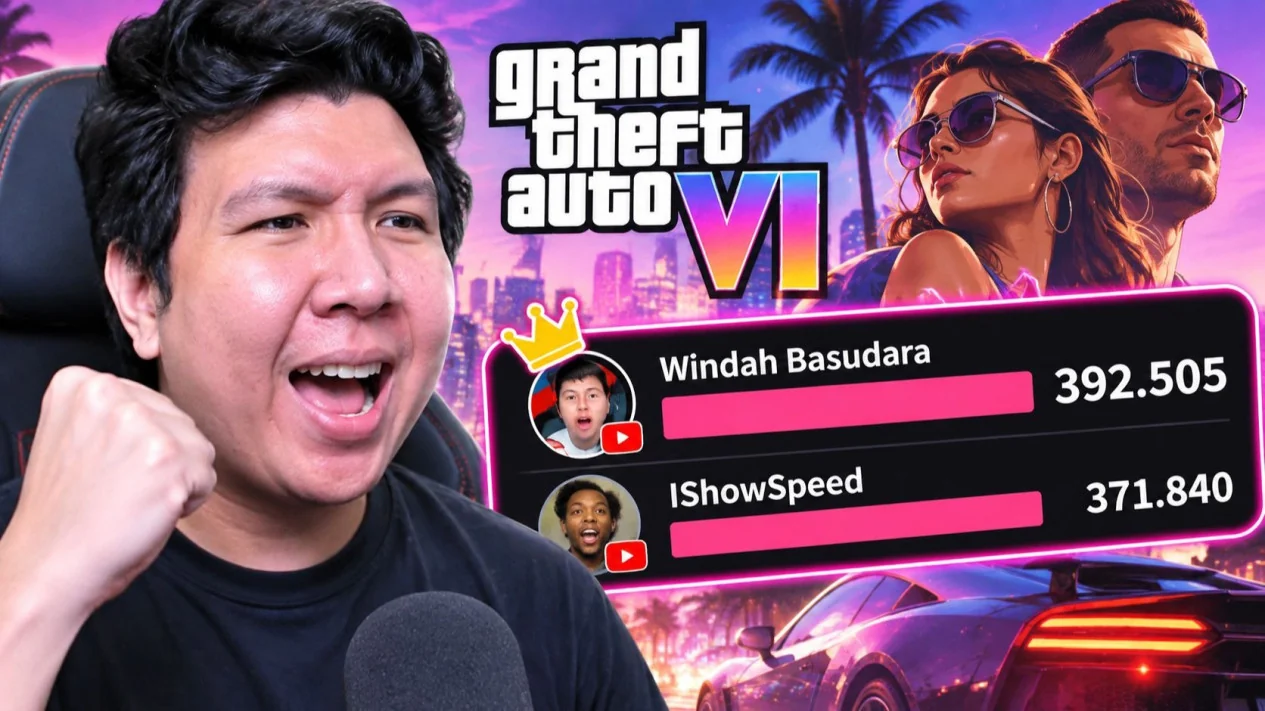 grand
theft
auto VI
Windah Basudara
392.505
IShowSpeed
371.840